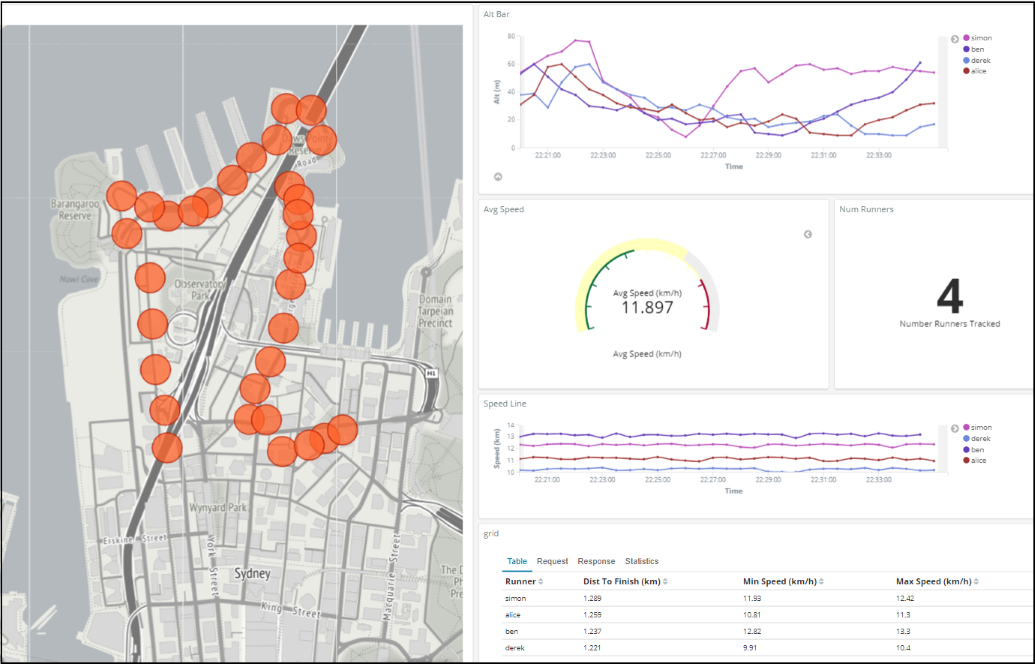 Dawes Point
Reserve
Road
Barangaroo
Reserve
Nawi Cove
Observatory
Park
Domain
Tarpeian
Precinct
M1
Wynyard Park
Erskine Street
York Street
Sydney
King Street
Macquarie Street
The D
Alt Bar
80
60
40
20
0
Alt (m)
22:21:00 22:23:00 22:25:00 22:27:00 22:29:00 22:31:00 22:33:00
Time
simon
ben
derek
alice
Avg Speed
Avg Speed (km/h)
11.897
Avg Speed (km/h)
Num Runners
4
Number Runners Tracked
Speed Line
14
13
12
11
10
Speed (km)
22:21:00 22:23:00 22:25:00 22:27:00 22:29:00 22:31:00 22:33:00
Time
simon
derek
ben
alice
grid
Table Request Response Statistics
Runner Dist To Finish (km) Min Speed (km/h) Max Speed (km/h)
simon 1.289 11.93 12.42
alice 1.259 10.81 11.3
ben 1.237 12.82 13.3
derek 1.221 9.91 10.4